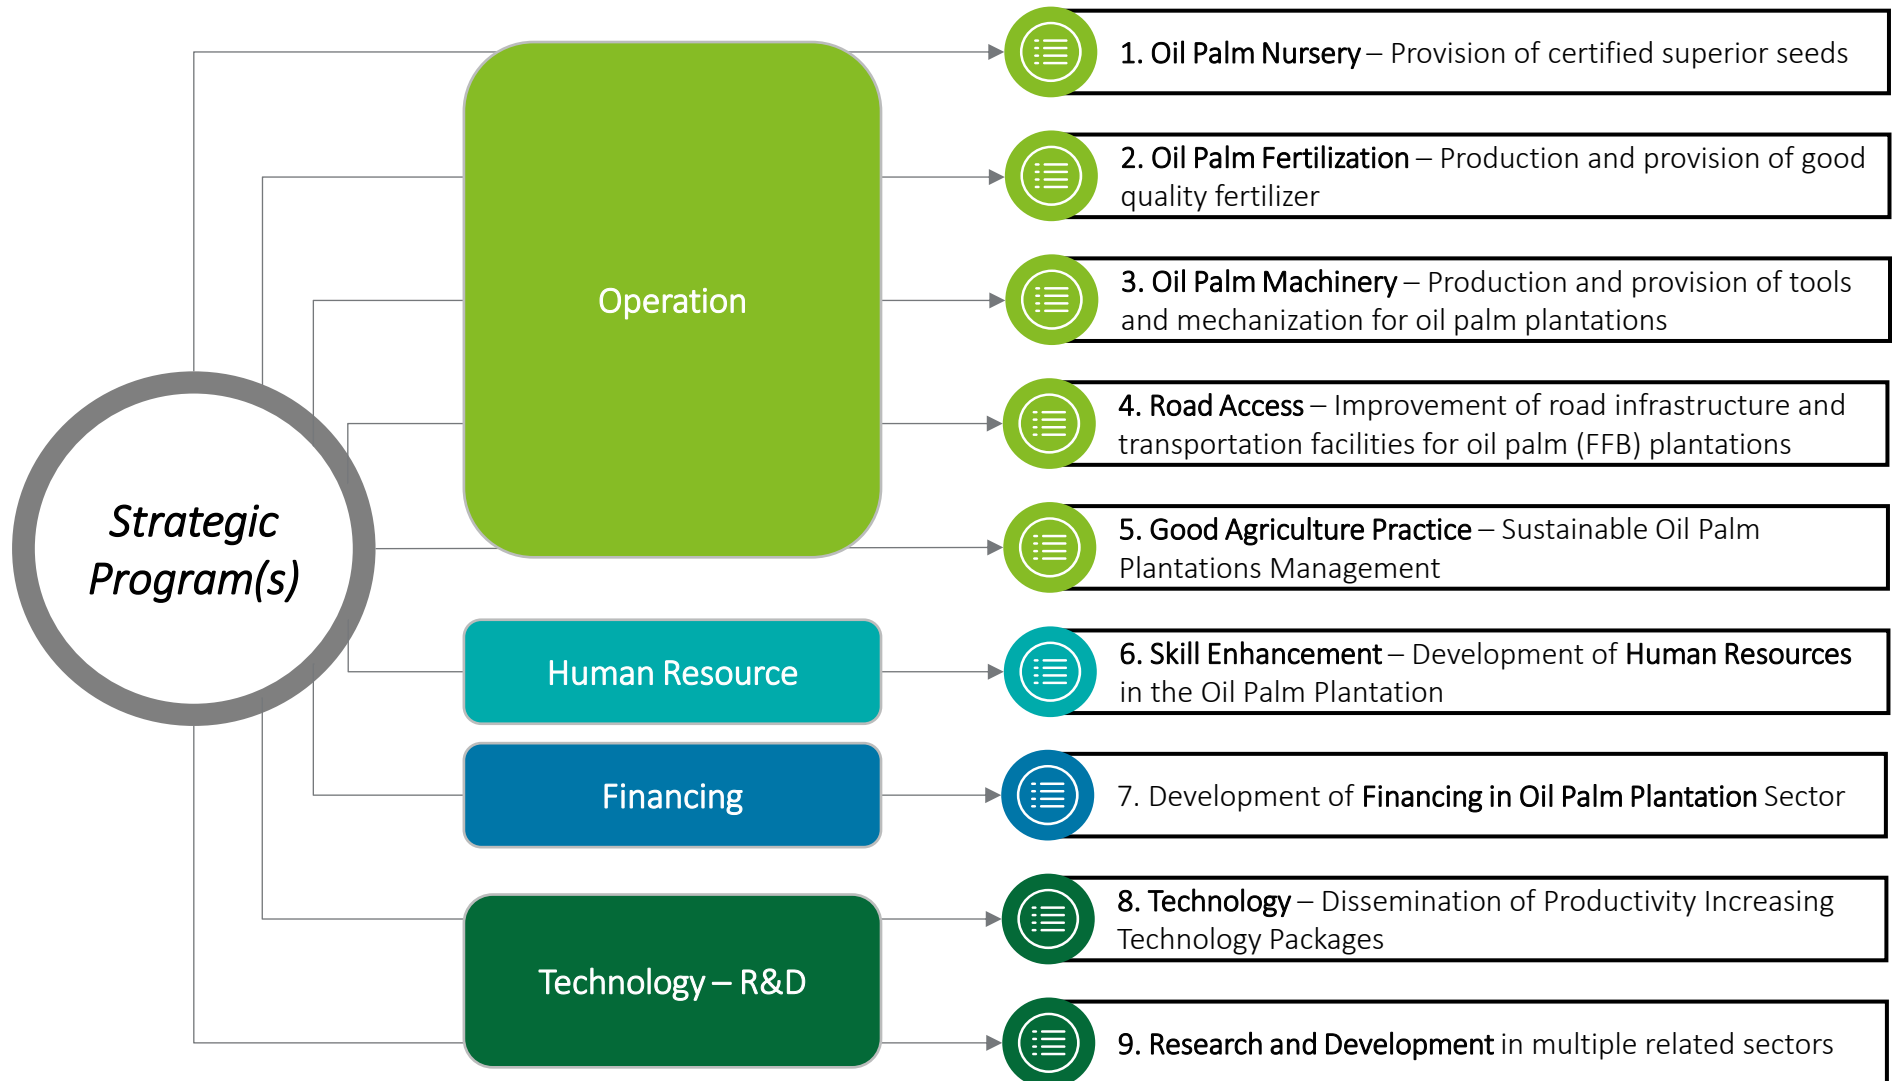 Strategic
Program(s)
Operation
Human Resource
Financing
Technology – R&D
1. Oil Palm Nursery – Provision of certified superior seeds
2. Oil Palm Fertilization – Production and provision of good
quality fertilizer
3. Oil Palm Machinery – Production and provision of tools
and mechanization for oil palm plantations
4. Road Access – Improvement of road infrastructure and
transportation facilities for oil palm (FFB) plantations
5. Good Agriculture Practice – Sustainable Oil Palm
Plantations Management
6. Skill Enhancement – Development of Human Resources
in the Oil Palm Plantation
7. Development of Financing in Oil Palm Plantation Sector
8. Technology – Dissemination of Productivity Increasing
Technology Packages
9. Research and Development in multiple related sectors